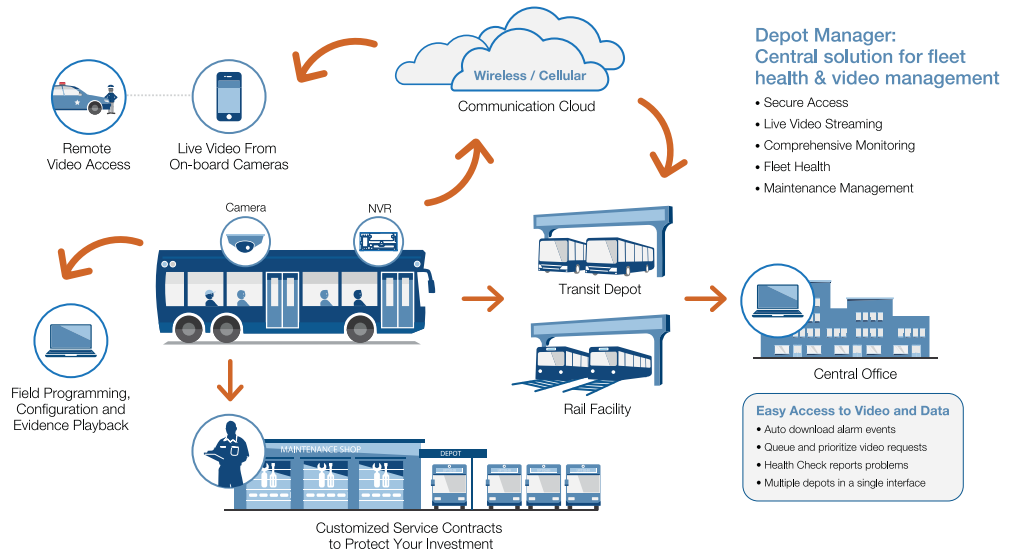 Depot Manager:
Central solution for fleet
health & video management
• Secure Access
• Live Video Streaming
• Comprehensive Monitoring
• Fleet Health
• Maintenance Management
Wireless / Cellular
Communication Cloud
Remote
Video Access
Live Video From
On-board Cameras
Camera
NVR
Transit Depot
Rail Facility
Central Office
Field Programming,
Configuration and
Evidence Playback
MAINTENANCE SHOP
DEPOT
Customized Service Contracts
to Protect Your Investment
Easy Access to Video and Data
• Auto download alarm events
• Queue and prioritize video requests
• Health Check reports problems
• Multiple depots in a single interface